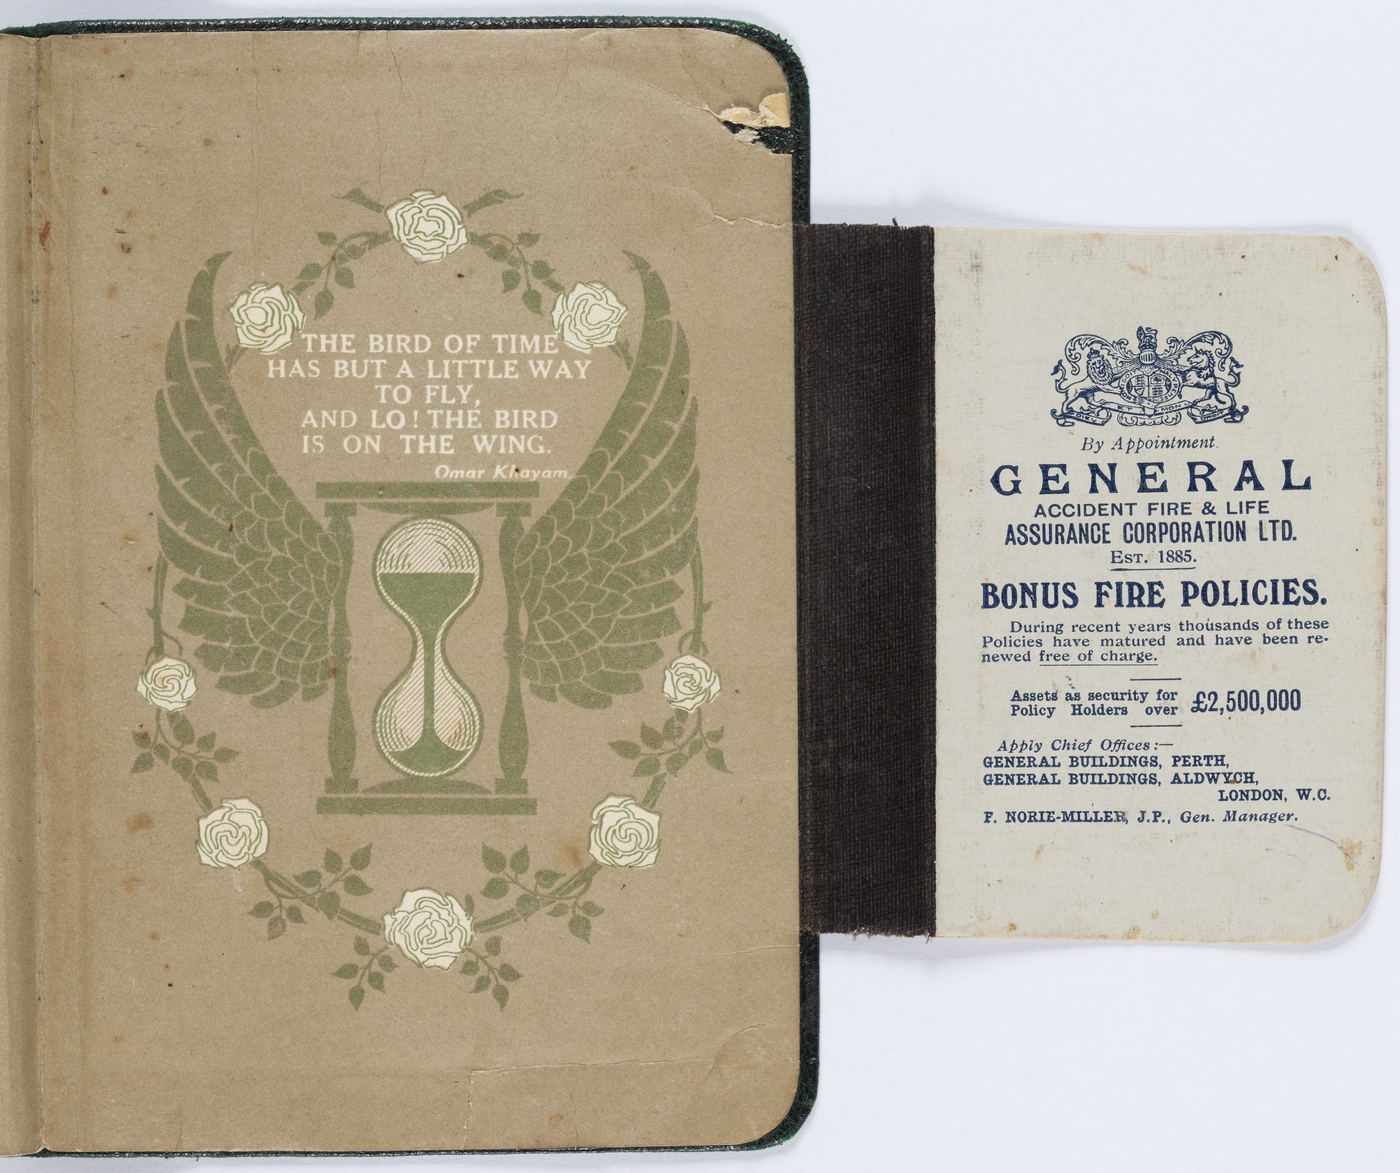 THE BIRD OF TIME
HAS BUT A LITTLE WAY
TO FLY,
AND LO! THE BIRD
IS ON THE WING.
Omar Khayam.
By Appointment.
GENERAL
ACCIDENT FIRE & LIFE
ASSURANCE CORPORATION LTD.
EST. 1885.
BONUS FIRE POLICIES.
During recent years thousands of these
Policies have matured and have been re-
newed free of charge.
Assets as security for
Policy Holders over £2,500,000
Apply Chief Offices:—
GENERAL BUILDINGS, PERTH,
GENERAL BUILDINGS, ALDWYCH,
LONDON, W.C.
F. NORIE-MILLER, J.P., Gen. Manager.